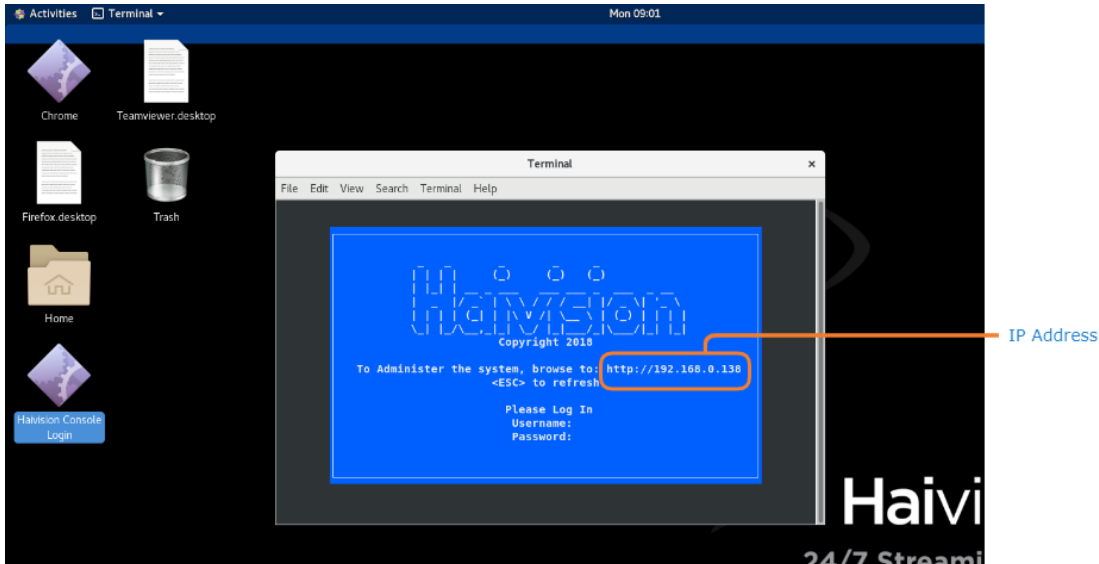 Activities Terminal Mon 09:01
Chrome
Teamviewer.desktop
Firefox.desktop
Trash
Home
Haivision Console
Login
Terminal
File Edit View Search Terminal Help
Haivision
Copyright 2018
To Administer the system, browse to: http://192.168.0.138
<ESC> to refresh
Please Log In
Username:
Password:
IP Address
Haivi
24/7 Streami